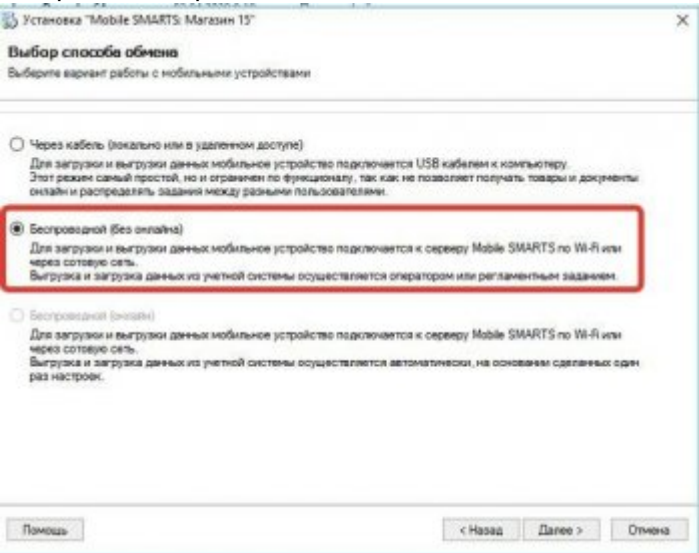 Установка "Mobile SMARTS: Магазин 15"
Выбор способа обмена
Выберите вариант работы с мобильными устройствами
Через кабель (локально или в удаленном доступе)
Для загрузки и выгрузки данных мобильное устройство подключается USB кабелем к компьютеру.
Этот режим самый простой, но и ограничен по функционалу, так как не позволяет получать товары и документы
онлайн и распределять задания между разными пользователями.
Беспроводной (без онлайна)
Для загрузки и выгрузки данных мобильное устройство подключается к серверу Mobile SMARTS по Wi-Fi или
через сотовую сеть.
Выгрузка и загрузка данных из учетной системы осуществляется оператором или регламентным заданием.
Беспроводной (онлайн)
Для загрузки и выгрузки данных мобильное устройство подключается к серверу Mobile SMARTS по Wi-Fi или
через сотовую сеть.
Выгрузка и загрузка данных из учетной системы осуществляется автоматически, на основании сделанных один
раз настроек.
Помощь
< Назад Далее > Отмена